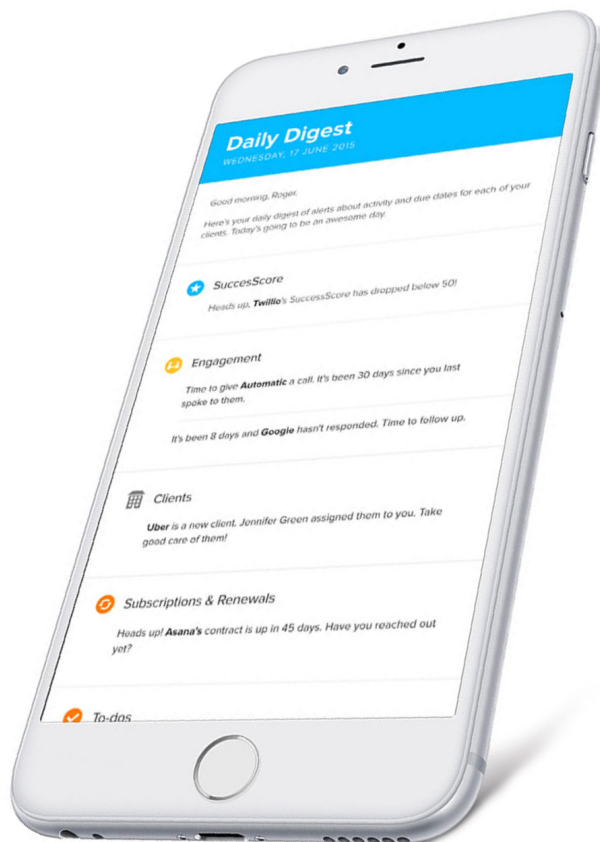 Daily Digest
WEDNESDAY, 17 JUNE 2015
Good morning, Roger,
Here's your daily digest of alerts about activity and due dates for each of your
clients. Today's going to be an awesome day.
SuccesScore
Heads up, Twillio's SuccessScore has dropped below 50!
Engagement
Time to give Automatic a call. It's been 30 days since you last
spoke to them.
It's been 8 days and Google hasn't responded. Time to follow up.
Clients
Uber is a new client. Jennifer Green assigned them to you. Take
good care of them!
Subscriptions & Renewals
Heads up! Asana's contract is up in 45 days. Have you reached out
yet?
To-dos